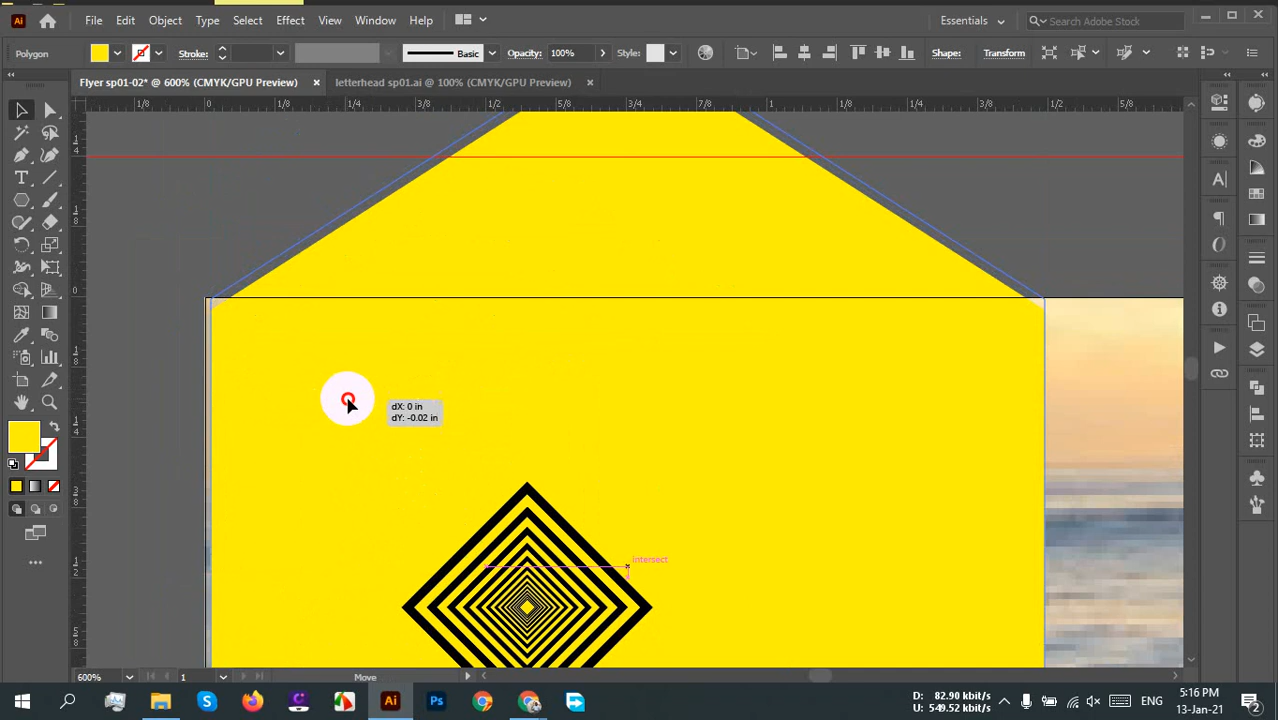 Ai File Edit Object Type Select Effect View Window Help Essentials Search Adobe Stock
Polygon Stroke: Basic Opacity: 100% Style: Shape: Transform
Flyer sp01-02* @ 600% (CMYK/GPU Preview) × letterhead sp01.ai @ 100% (CMYK/GPU Preview) ×
1/8 0 1/8 1/4 3/8 1/2 5/8 3/4 7/8 1 1/8 1/4 3/8 1/2 5/8
dX: 0 in
dY: -0.02 in
intersect
600% 1 Move
D: 82.90 kbit/s
U: 549.52 kbit/s
ENG
5:16 PM
13-Jan-21
2